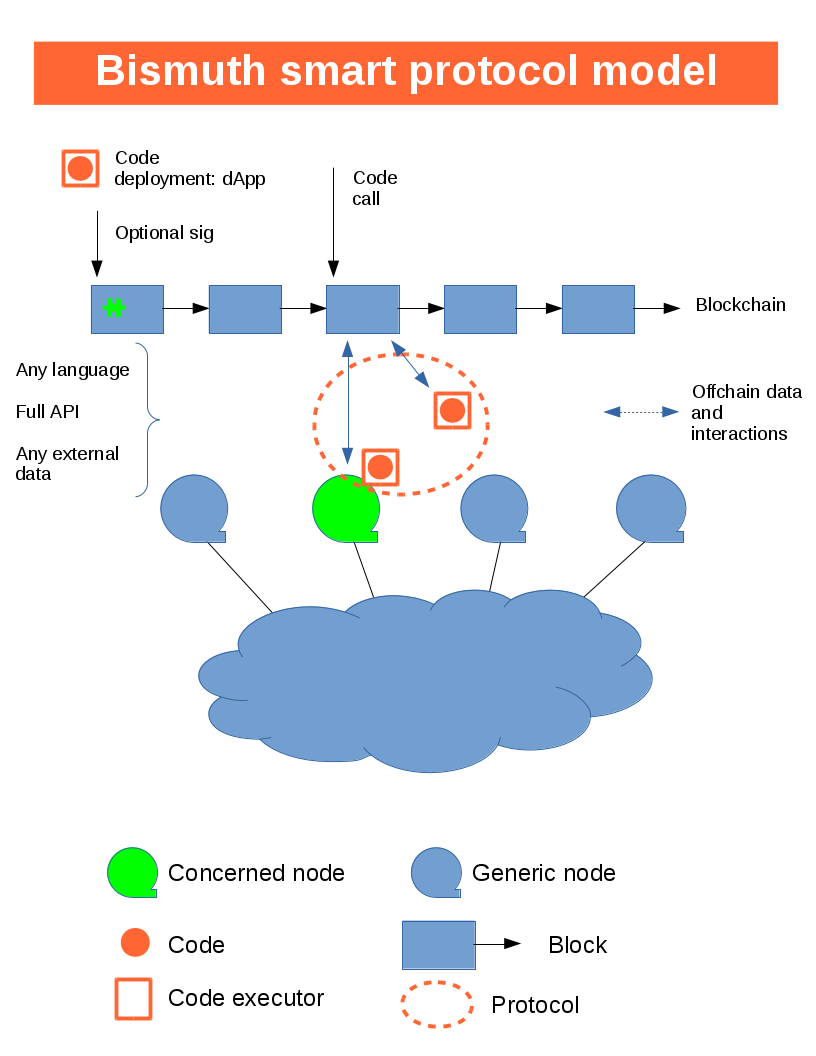 Bismuth smart protocol model
Code
deployment: dApp
Code
call
Optional sig
Blockchain
Any language
Full API
Any external
data
Offchain data
and
interactions
Concerned node
Generic node
Code
Block
Code executor
Protocol